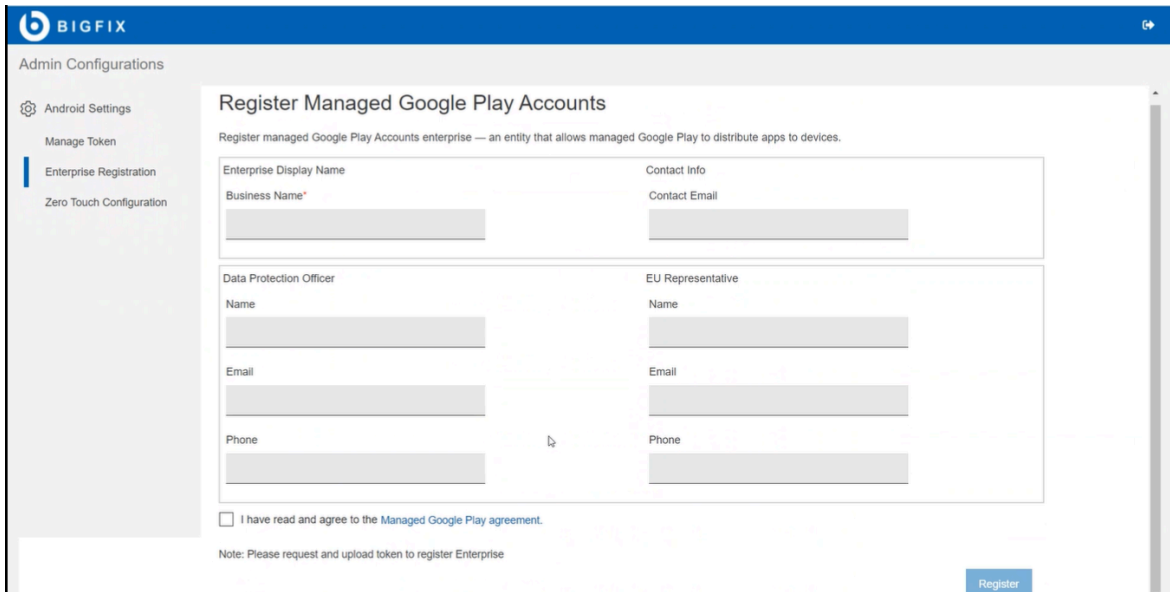 BIGFIX
Admin Configurations
Android Settings
Manage Token
Enterprise Registration
Zero Touch Configuration
Register Managed Google Play Accounts
Register managed Google Play Accounts enterprise — an entity that allows managed Google Play to distribute apps to devices.
Enterprise Display Name
Business Name*
Contact Info
Contact Email
Data Protection Officer
Name
Email
Phone
EU Representative
Name
Email
Phone
I have read and agree to the Managed Google Play agreement.
Note: Please request and upload token to register Enterprise
Register